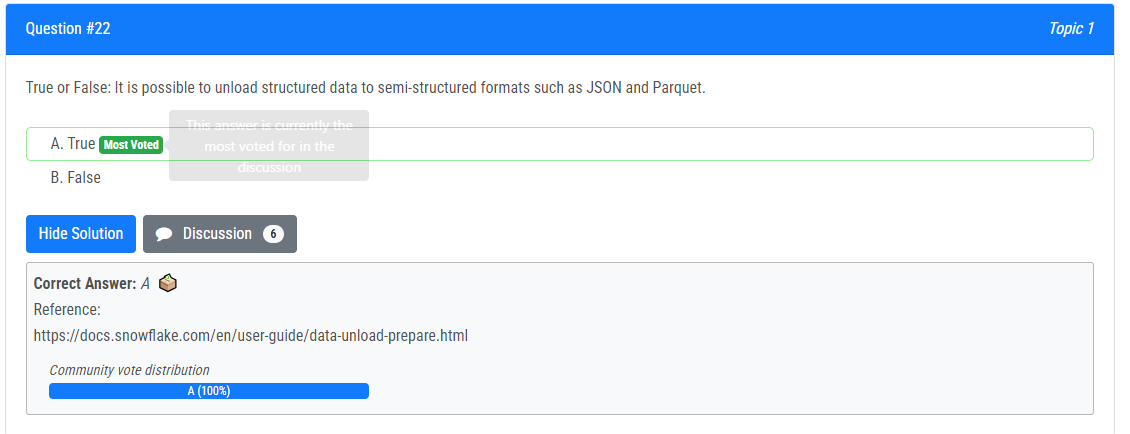 Question #22
Topic 1
True or False: It is possible to unload structured data to semi-structured formats such as JSON and Parquet.
A. True Most Voted
This answer is currently the
most voted for in the
discussion
B. False
Hide Solution
Discussion 6
Correct Answer: A
Reference:
https://docs.snowflake.com/en/user-guide/data-unload-prepare.html
Community vote distribution
A (100%)